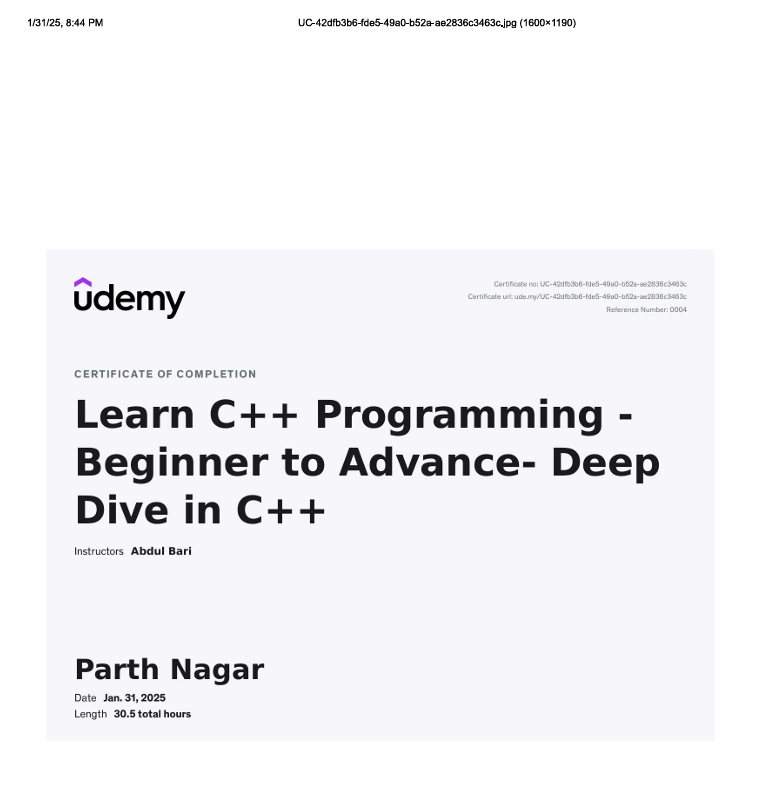 1/31/25, 8:44 PM UC-42dfb3b6-fde5-49a0-b52a-ae2836c3463c.jpg (1600×1190)
udemy
Certificate no: UC-42dfb3b6-fde5-49a0-b52a-ae2836c3463c
Certificate url: ude.my/UC-42dfb3b6-fde5-49a0-b52a-ae2836c3463c
Reference Number: 0004
CERTIFICATE OF COMPLETION
Learn C++ Programming -
Beginner to Advance- Deep
Dive in C++
Instructors Abdul Bari
Parth Nagar
Date Jan. 31, 2025
Length 30.5 total hours